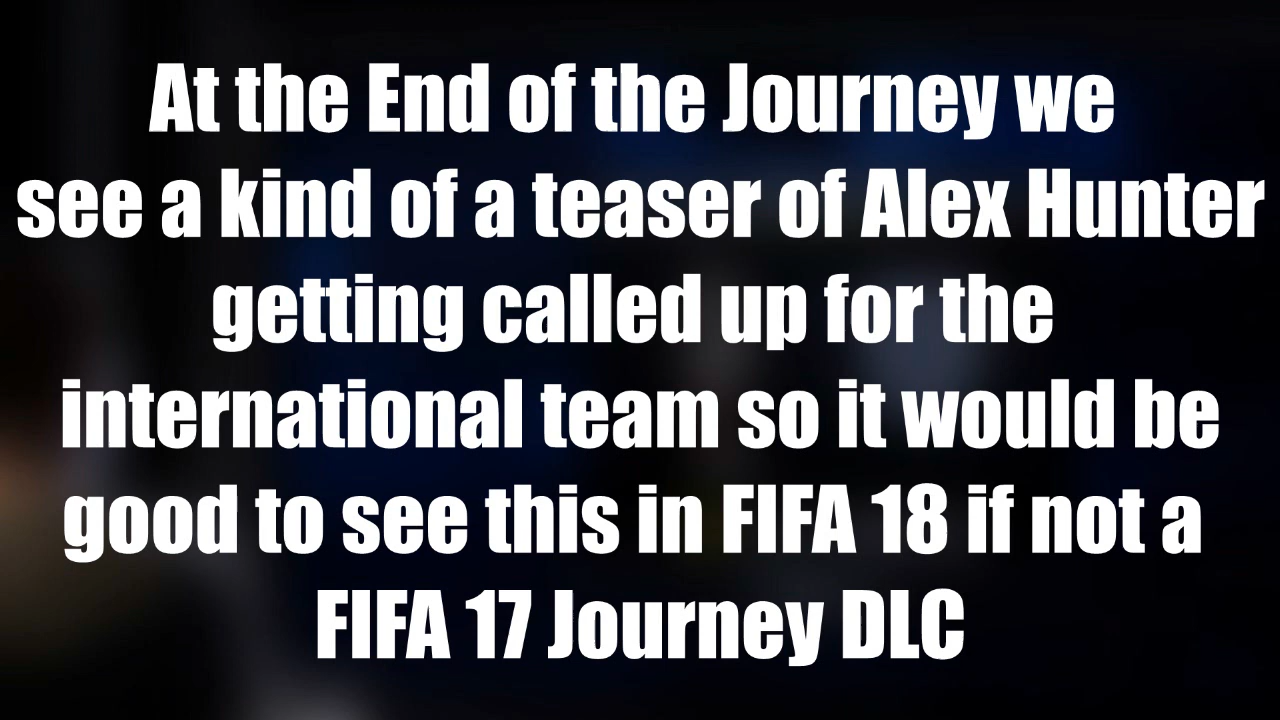 At the End of the Journey we
see a kind of a teaser of Alex Hunter
getting called up for the
international team so it would be
good to see this in FIFA 18 if not a
FIFA 17 Journey DLC